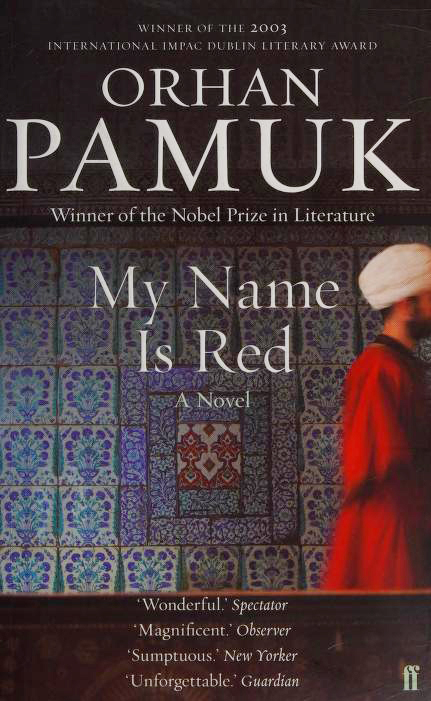 WINNER OF THE 2003
INTERNATIONAL IMPAC DUBLIN LITERARY AWARD
ORHAN
PAMUK
Winner of the Nobel Prize in Literature
My Name
Is Red
A Novel
‘Wonderful.’ Spectator
‘Magnificent.’ Observer
‘Sumptuous.’ New Yorker
‘Unforgettable.’ Guardian
ff